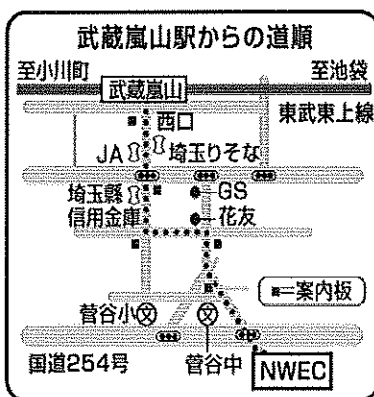 武蔵嵐山駅からの道順
至小川町
武蔵嵐山
至池袋
東武東上線
西口
JA
埼玉りそな
埼玉縣
信用金庫
GS
花友
■=案内板
菅谷小
文
文
国道254号
菅谷中
NWEC